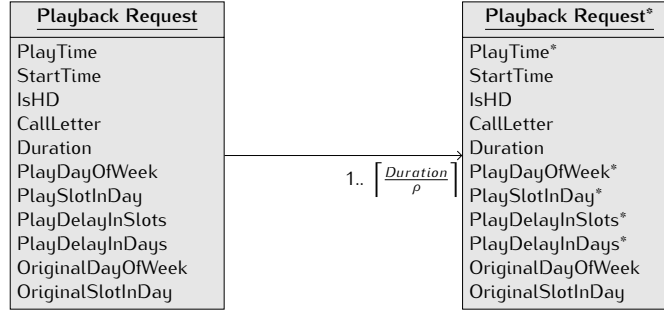 Playback Request
PlayTime
StartTime
IsHD
CallLetter
Duration
PlayDayOfWeek
PlaySlotInDay
PlayDelayInSlots
PlayDelayInDays
OriginalDayOfWeek
OriginalSlotInDay
1.. ⌈Duration/ρ⌉
Playback Request*
PlayTime*
StartTime
IsHD
CallLetter
Duration
PlayDayOfWeek*
PlaySlotInDay*
PlayDelayInSlots*
PlayDelayInDays*
OriginalDayOfWeek
OriginalSlotInDay